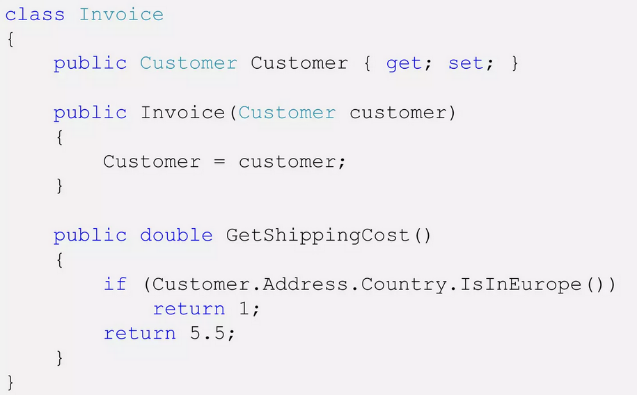 class Invoice
{
    public Customer Customer { get; set; }
    public Invoice(Customer customer)
    {
        Customer = customer;
    }
    public double GetShippingCost()
    {
        if (Customer.Address.Country.IsInEurope())
            return 1;
        return 5.5;
    }
}